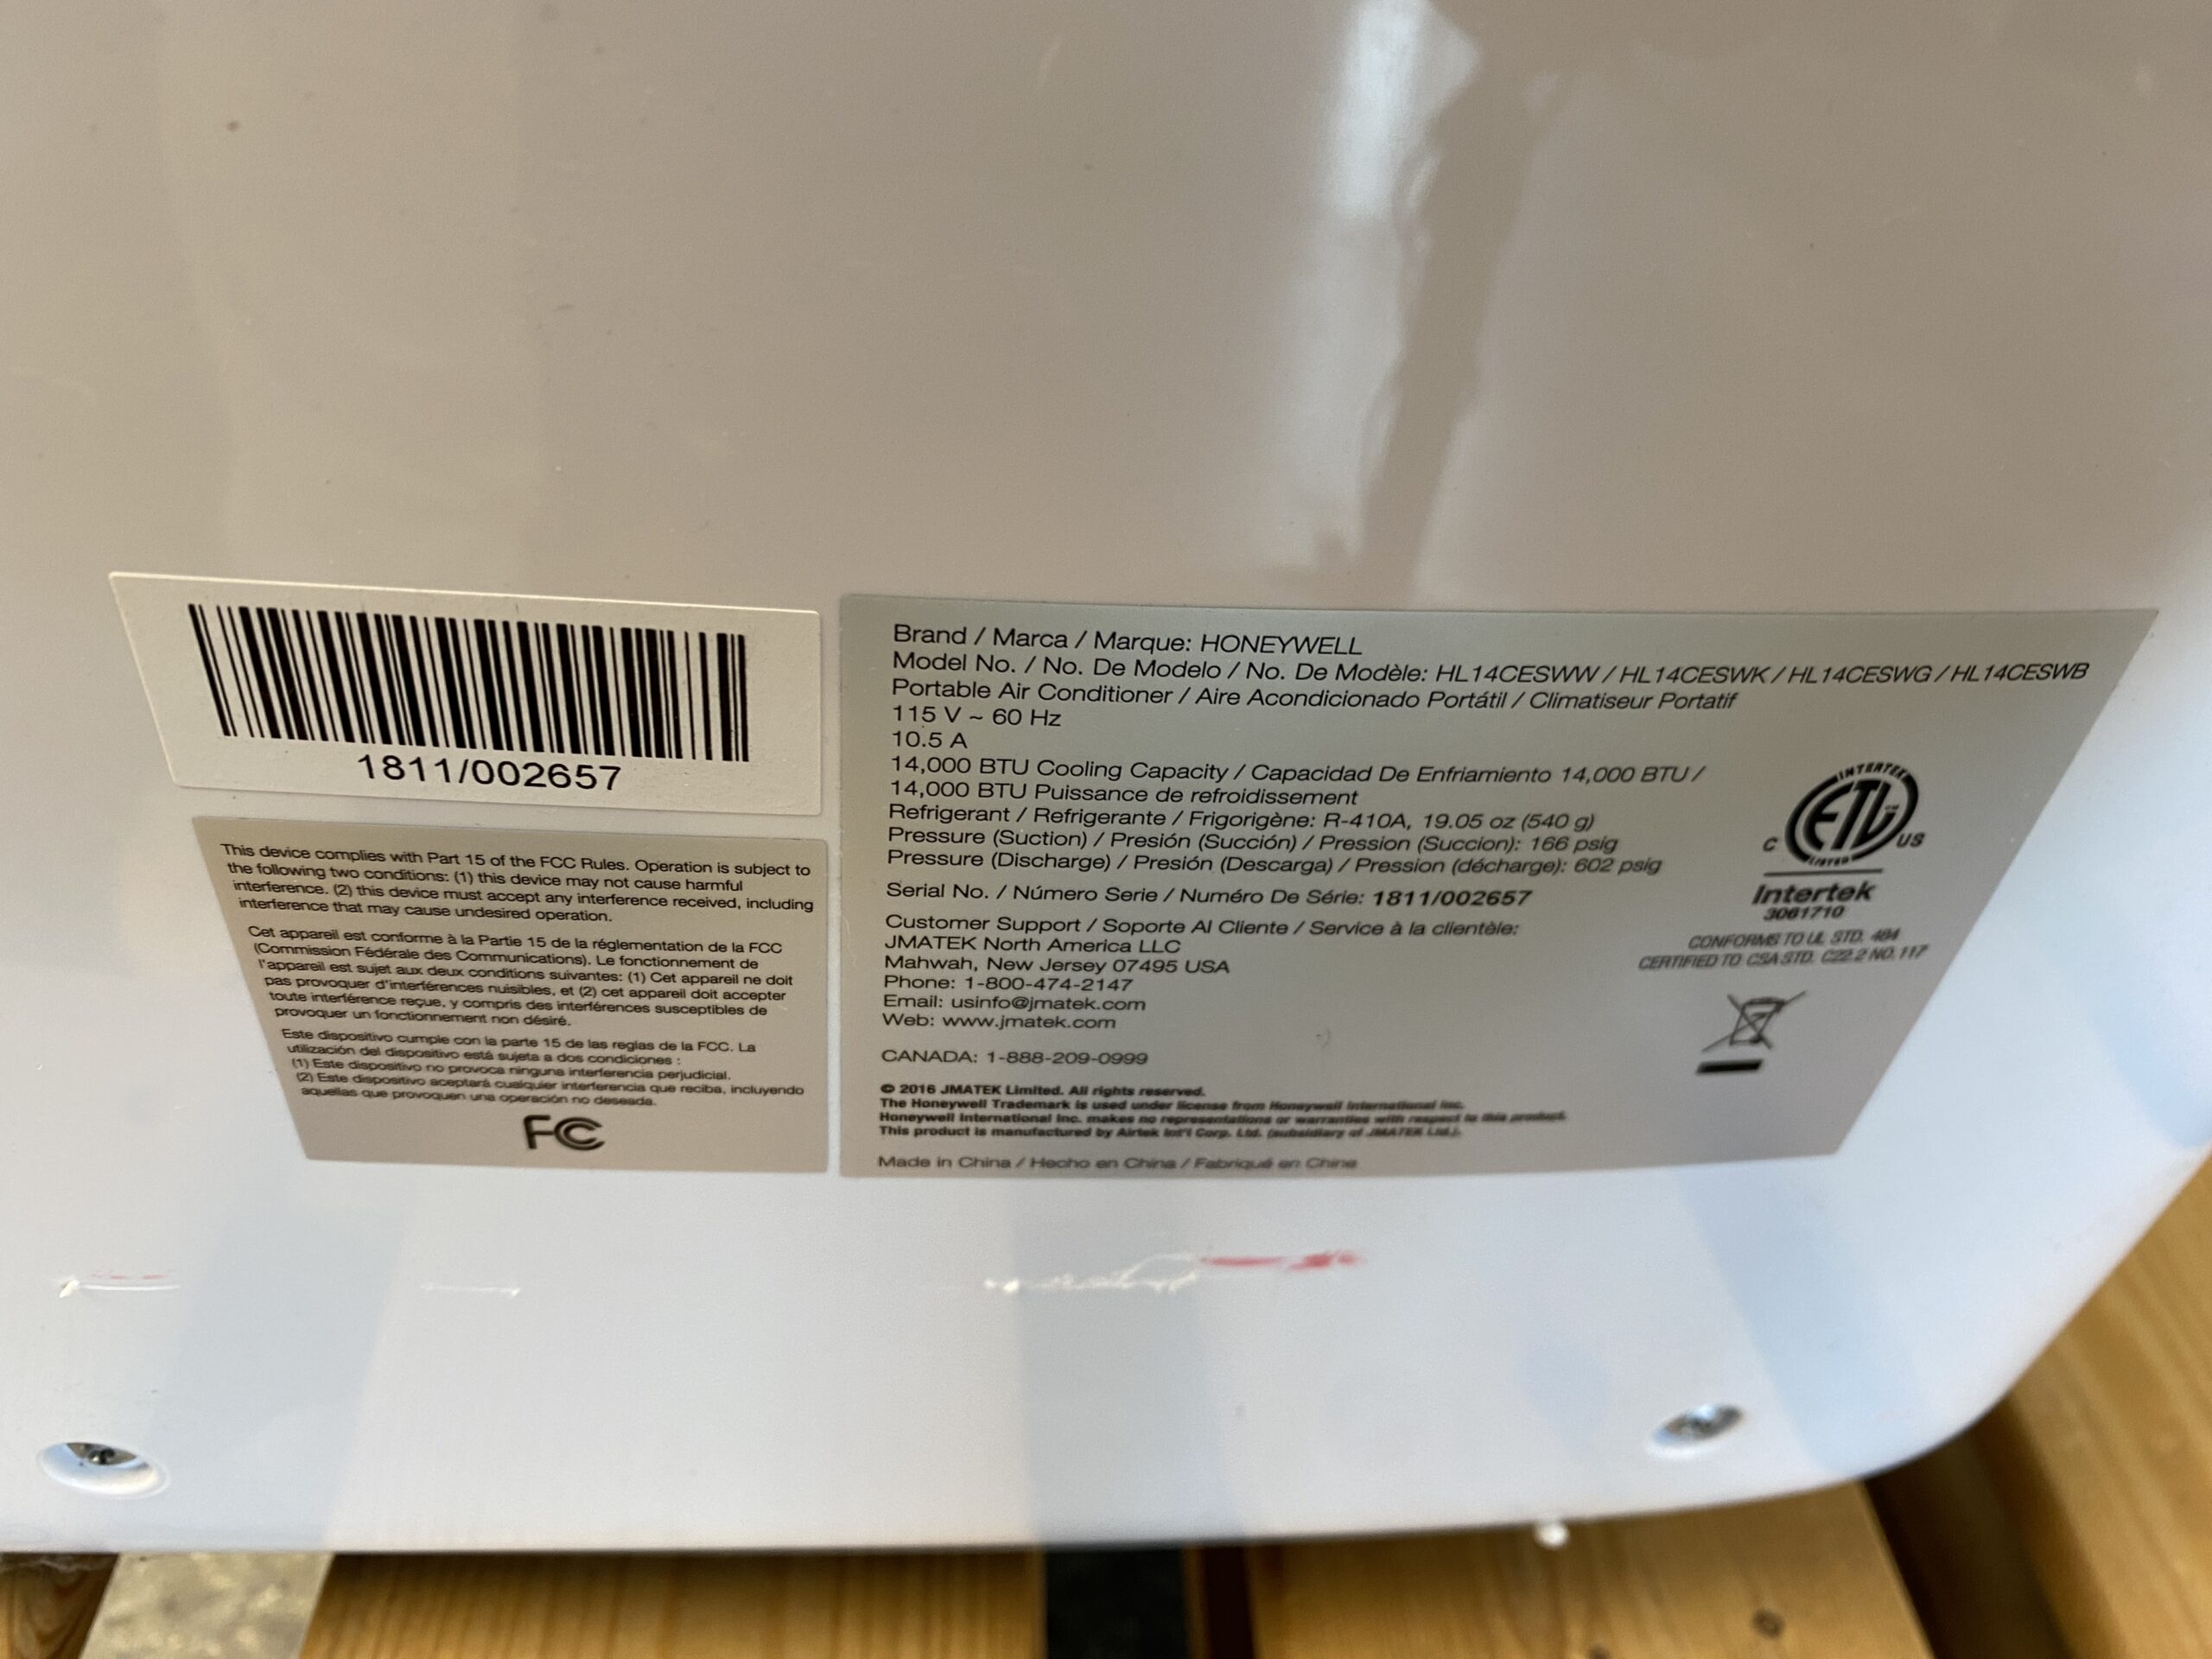 1811/002657
This device complies with Part 15 of the FCC Rules. Operation is subject to
the following two conditions: (1) this device may not cause harmful
interference. (2) this device must accept any interference received, including
interference that may cause undesired operation.
Cet appareil est conforme à la Partie 15 de la réglementation de la FCC
(Commission Fédérale des Communications). Le fonctionnement de
l'appareil est sujet aux deux conditions suivantes: (1) Cet appareil ne doit
pas provoquer d'interférences nuisibles, et (2) cet appareil doit accepter
toute interférence reçue, y compris des interférences susceptibles de
provoquer un fonctionnement non désiré.
Este dispositivo cumple con la parte 15 de las reglas de la FCC. La
utilización del dispositivo está sujeta a dos condiciones :
(1) Este dispositivo no provoca ninguna interferencia perjudicial.
(2) Este dispositivo aceptará cualquier interferencia que reciba, incluyendo
aquellas que provoquen una operación no deseada.
FC
Brand / Marca / Marque: HONEYWELL
Model No. / No. De Modelo / No. De Modèle: HL14CESWW / HL14CESWK / HL14CESWG / HL14CESWB
Portable Air Conditioner / Aire Acondicionado Portátil / Climatiseur Portatif
115 V ~ 60 Hz
10.5 A
14,000 BTU Cooling Capacity / Capacidad De Enfriamiento 14,000 BTU /
14,000 BTU Puissance de refroidissement
Refrigerant / Refrigerante / Frigorigène: R-410A, 19.05 oz (540 g)
Pressure (Suction) / Presión (Succión) / Pression (Succion): 166 psig
Pressure (Discharge) / Presión (Descarga) / Pression (décharge): 602 psig
Serial No. / Número Serie / Numéro De Série: 1811/002657
Customer Support / Soporte Al Cliente / Service à la clientèle:
JMATEK North America LLC
Mahwah, New Jersey 07495 USA
Phone: 1-800-474-2147
Email: usinfo@jmatek.com
Web: www.jmatek.com
CANADA: 1-888-209-0999
© 2016 JMATEK Limited. All rights reserved.
The Honeywell Trademark is used under license from Honeywell International Inc.
Honeywell International Inc. makes no representations or warranties with respect to this product.
This product is manufactured by Airtek Int'l Corp. Ltd. (subsidiary of JMATEK Ltd.).
Made in China / Hecho en China / Fabriqué en Chine
INTERTEK
C ETL US
LISTED
Intertek
3061710
CONFORMS TO UL STD. 484
CERTIFIED TO CSA STD. C22.2 NO. 117